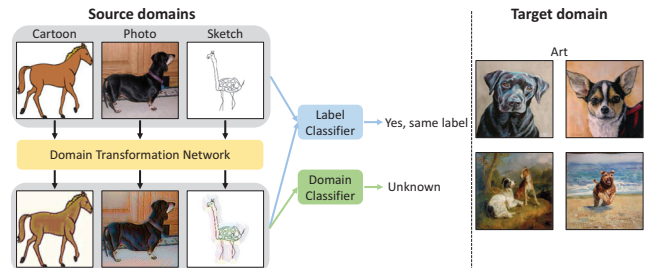 Source domains
Target domain
Cartoon
Photo
Sketch
Art
Label
Classifier
Yes, same label
Domain Transformation Network
Domain
Classifier
Unknown